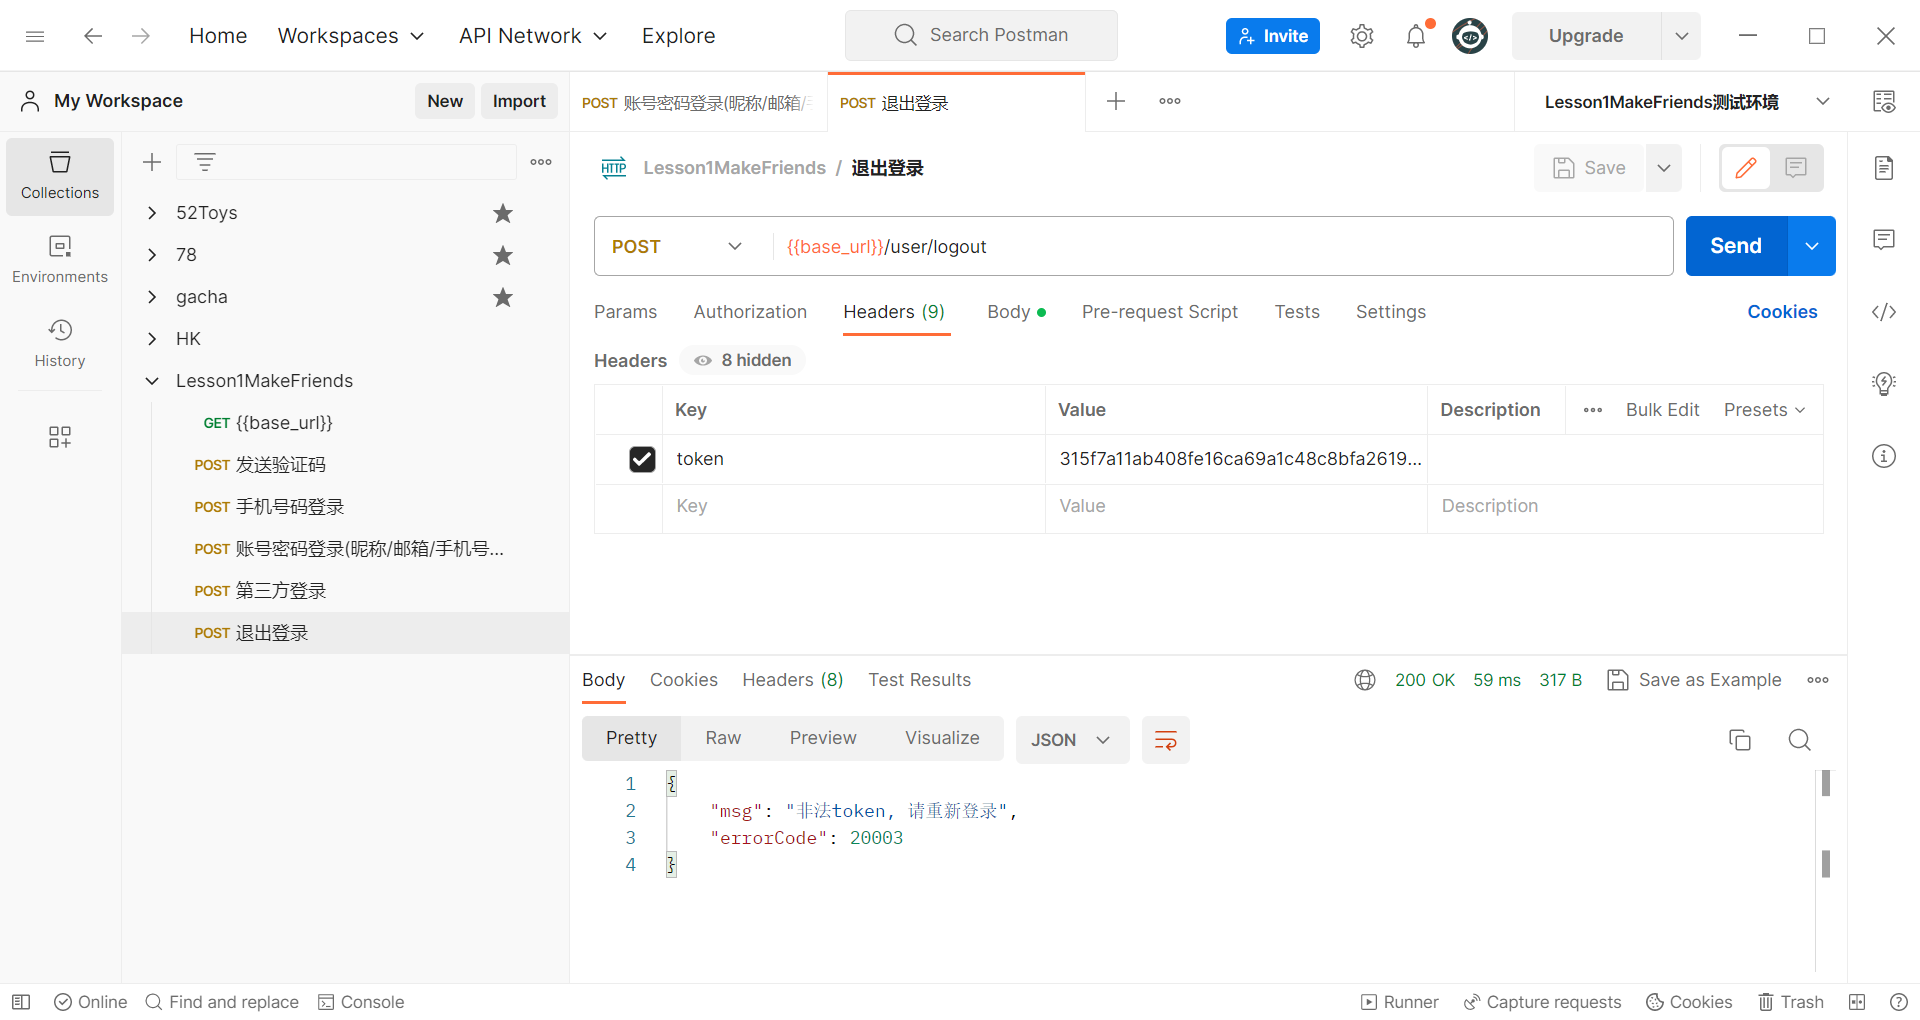 Home Workspaces API Network Explore Search Postman Invite Upgrade
My Workspace New Import POST 账号密码登录(昵称/邮箱/ POST 退出登录 Lesson1MakeFriends测试环境
Collections
Environments
History
52Toys
78
gacha
HK
Lesson1MakeFriends
GET {{base_url}}
POST 发送验证码
POST 手机号码登录
POST 账号密码登录(昵称/邮箱/手机号...
POST 第三方登录
POST 退出登录
HTTP Lesson1MakeFriends / 退出登录 Save
POST {{base_url}}/user/logout Send
Params Authorization Headers (9) Body Pre-request Script Tests Settings Cookies
Headers 8 hidden
Key Value Description Bulk Edit Presets
token 315f7a11ab408fe16ca69a1c48c8bfa2619...
Key Value Description
Body Cookies Headers (8) Test Results 200 OK 59 ms 317 B Save as Example
Pretty Raw Preview Visualize JSON
1 {
2 "msg": "非法token, 请重新登录",
3 "errorCode": 20003
4 }
Online Find and replace Console Runner Capture requests Cookies Trash